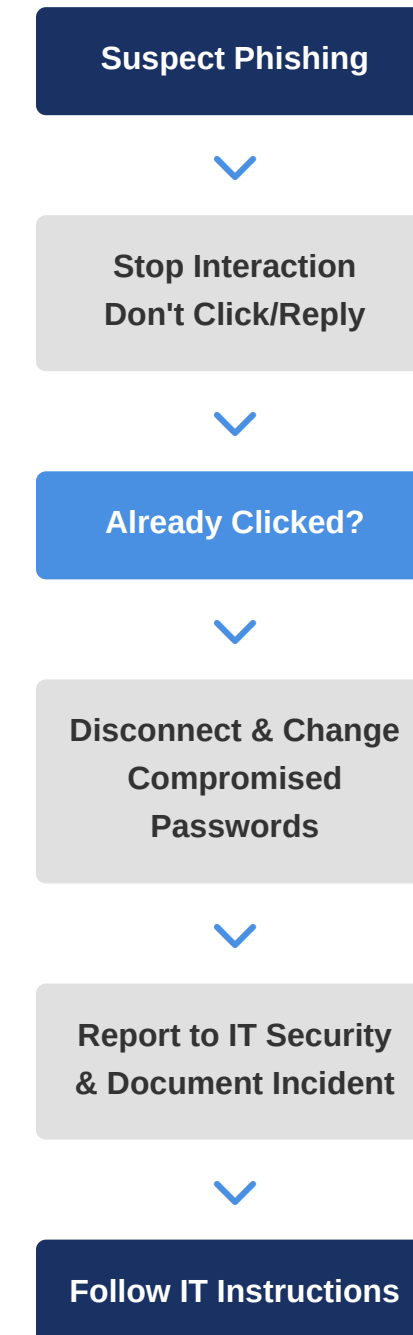 Suspect Phishing
Stop Interaction
Don't Click/Reply
Already Clicked?
Disconnect & Change
Compromised
Passwords
Report to IT Security
& Document Incident
Follow IT Instructions